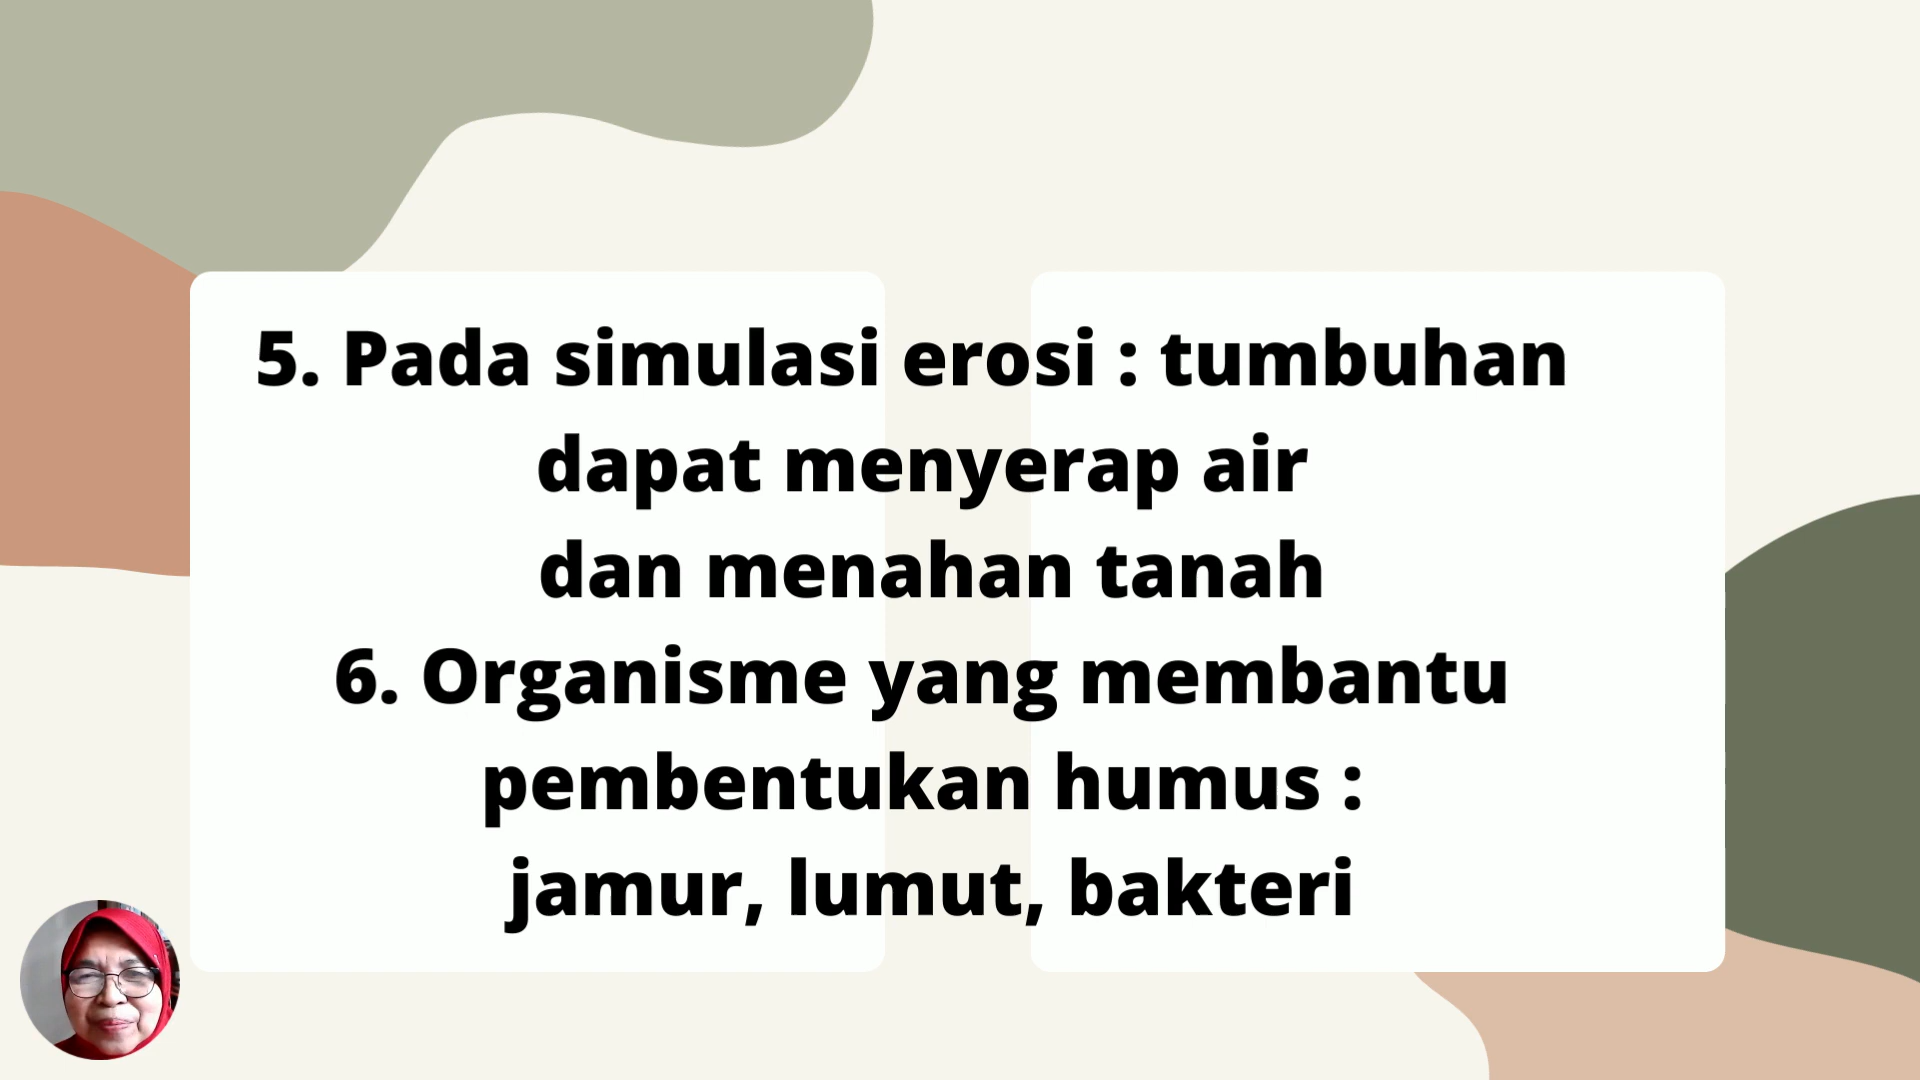 5. Pada simulasi erosi : tumbuhan
dapat menyerap air
dan menahan tanah
6. Organisme yang membantu
pembentukan humus :
jamur, lumut, bakteri